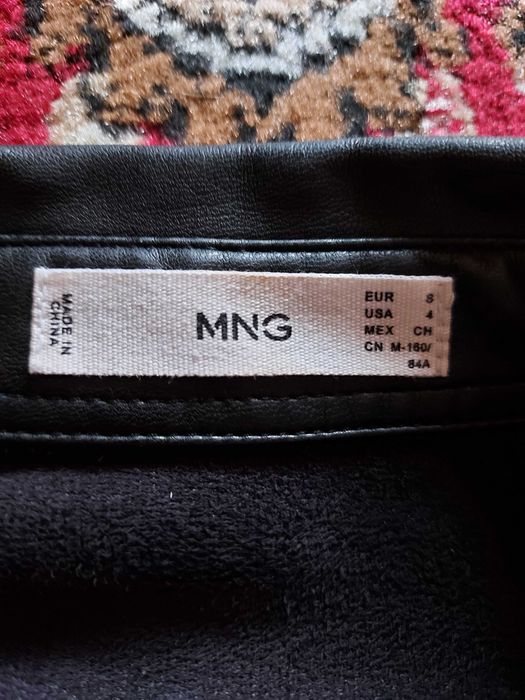 MADE IN
CHINA
MNG
EUR S
USA 4
MEX CH
CN M-160/
84A